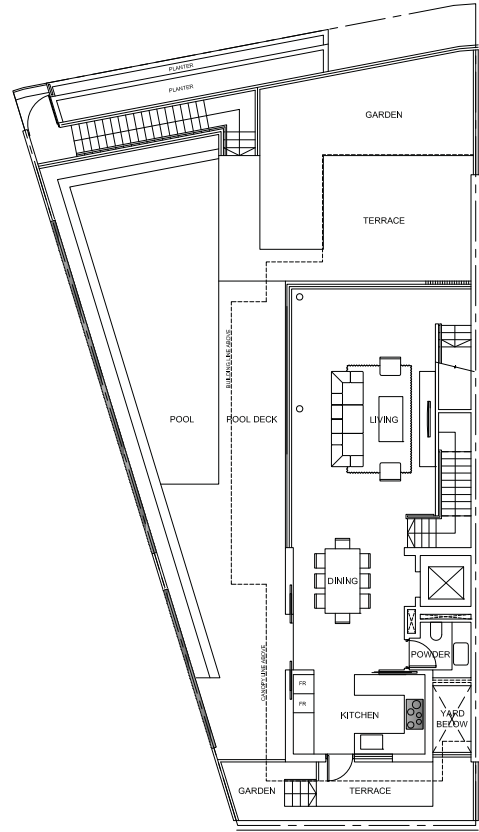 PLANTER
PLANTER
GARDEN
TERRACE
BUILDING LINE ABOVE
POOL
POOL DECK
LIVING
DINING
POWDER
CANOPY LINE ABOVE
FR
FR
KITCHEN
YARD
BELOW
GARDEN
TERRACE